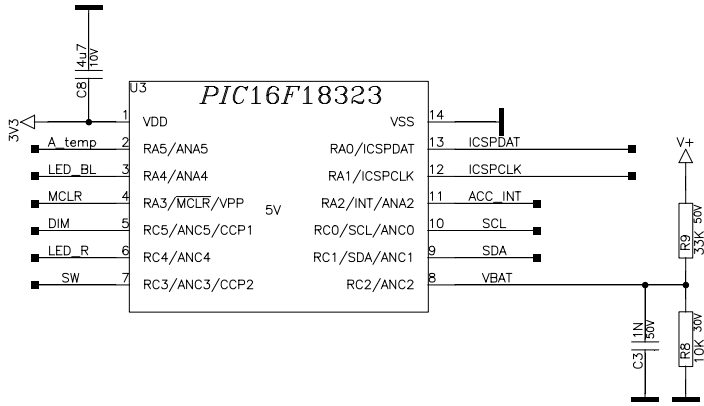 4u7
10V
C8
U3
PIC16F18323
3V3
1 VDD VSS 14
A_temp 2 RA5/ANA5 RA0/ICSPDAT 13 ICSPDAT
V+
LED_BL 3 RA4/ANA4 RA1/ICSPCLK 12 ICSPCLK
MCLR 4 RA3/MCLR/VPP RA2/INT/ANA2 11 ACC_INT
5V
DIM 5 RC5/ANC5/CCP1 RC0/SCL/ANC0 10 SCL
R9
33K 50V
LED_R 6 RC4/ANC4 RC1/SDA/ANC1 9 SDA
SW 7 RC3/ANC3/CCP2 RC2/ANC2 8 VBAT
C3
1N
50V
R8
10K 30V